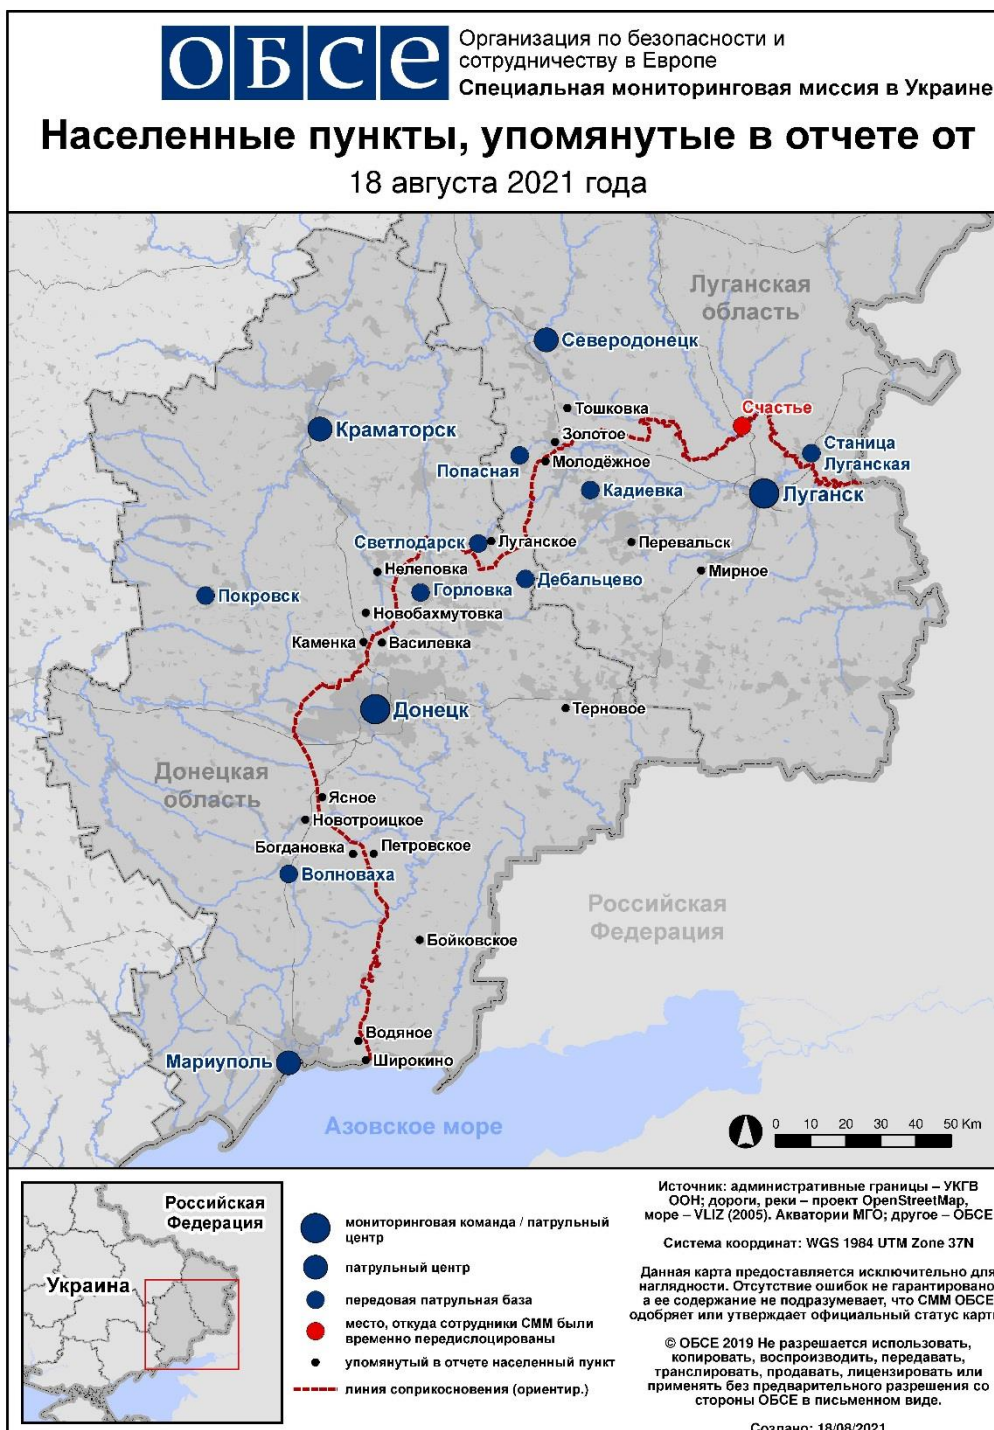 ОБСЕ
Организация по безопасности и
сотрудничеству в Европе
Специальная мониторинговая миссия в Украине
Населенные пункты, упомянутые в отчете от
18 августа 2021 года
Луганская
область
Северодонецк
Тошковка
Счастье
Краматорск
Золотое
Станица
Луганская
Попасная
Молодёжное
Кадиевка
Луганск
Светлодарск
Луганское
Перевальск
Нелеповка
Мирное
Дебальцево
Покровск
Горловка
Новобахмутовка
Каменка
Василевка
Донецк
Терновое
Донецкая
область
Ясное
Новотроицкое
Богдановка
Петровское
Волноваха
Российская
Федерация
Бойковское
Водяное
Мариуполь
Широкино
Азовское море
0 10 20 30 40 50 Km
Российская
Федерация
Украина
мониторинговая команда / патрульный
центр
патрульный центр
передовая патрульная база
место, откуда сотрудники СММ были
временно передислоцированы
упомянутый в отчете населенный пункт
линия соприкосновения (ориентир.)
Источник: административные границы – УКГВ
ООН; дороги, реки – проект OpenStreetMap,
море – VLIZ (2005). Акватории МГО; другое – ОБСЕ
Система координат: WGS 1984 UTM Zone 37N
Данная карта предоставляется исключительно для
наглядности. Отсутствие ошибок не гарантировано
а ее содержание не подразумевает, что СММ ОБСЕ
одобряет или утверждает официальный статус карт
© ОБСЕ 2019 Не разрешается использовать,
копировать, воспроизводить, передавать,
транслировать, продавать, лицензировать или
применять без предварительного разрешения со
стороны ОБСЕ в письменном виде.
Создано: 18/08/2021